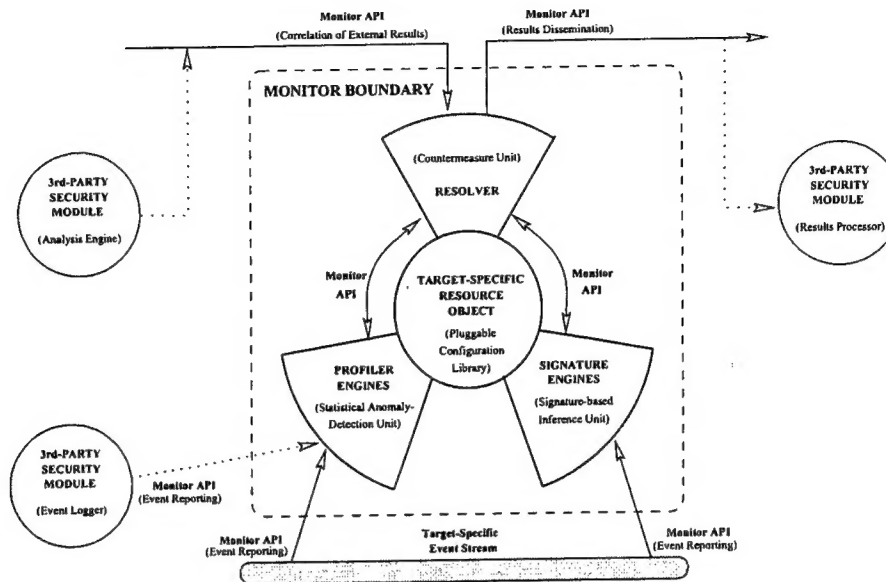 Monitor API
(Correlation of External Results)
Monitor API
(Results Dissemination)
MONITOR BOUNDARY
(Countermeasure Unit)
RESOLVER
3rd-PARTY
SECURITY
MODULE
(Analysis Engine)
3rd-PARTY
SECURITY
MODULE
(Results Processor)
Monitor
API
TARGET-SPECIFIC
RESOURCE
OBJECT
(Pluggable
Configuration
Library)
Monitor
API
PROFILER
ENGINES
(Statistical Anomaly-
Detection Unit)
SIGNATURE
ENGINES
(Signature-based
Inference Unit)
3rd-PARTY
SECURITY
MODULE
(Event Logger)
Monitor API
(Event Reporting)
Monitor API
(Event Reporting)
Target-Specific
Event Stream
Monitor API
(Event Reporting)